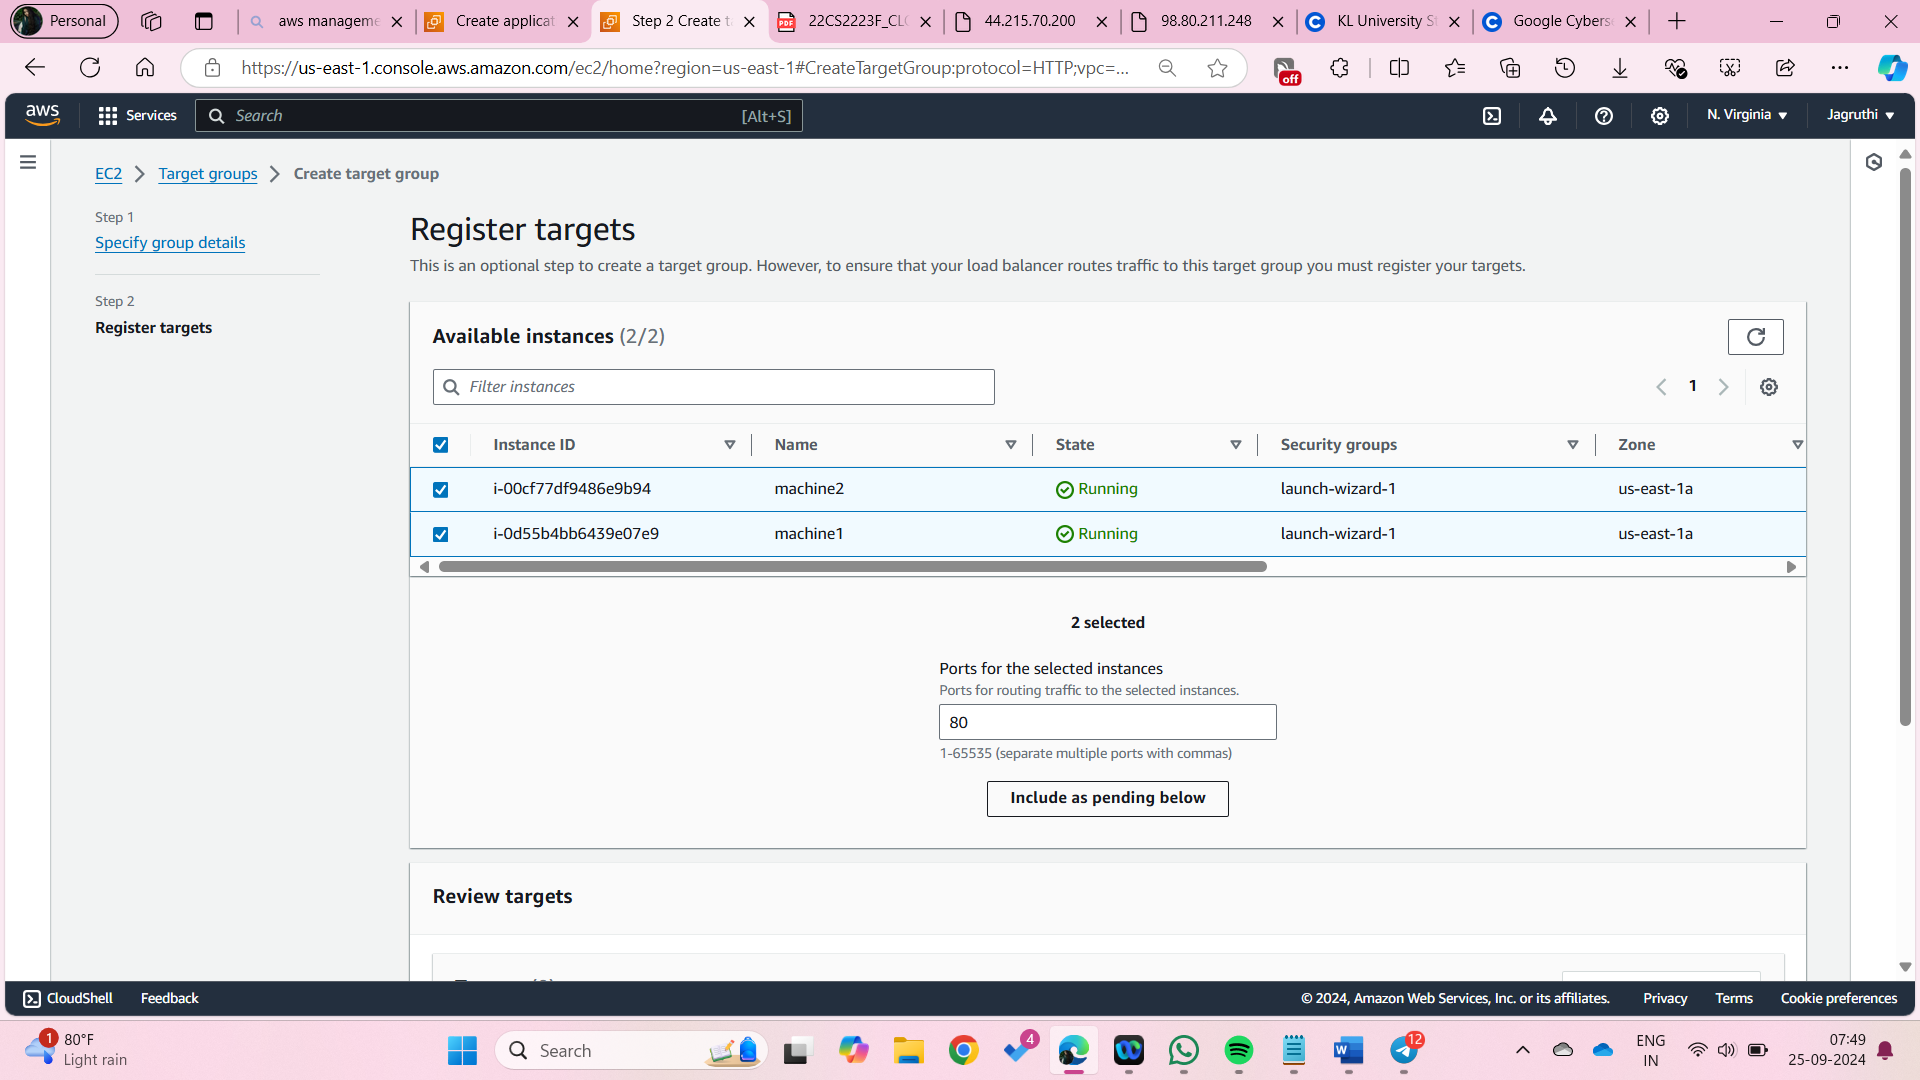 Personal
aws manageme
Create applicat
Step 2 Create ta
22CS2223F_CLO
44.215.70.200
98.80.211.248
KL University St
Google Cyberse
https://us-east-1.console.aws.amazon.com/ec2/home?region=us-east-1#CreateTargetGroup:protocol=HTTP;vpc=...
off
aws
Services
Search
[Alt+S]
N. Virginia
Jagruthi
EC2
Target groups
Create target group
Step 1
Specify group details
Step 2
Register targets
Register targets
This is an optional step to create a target group. However, to ensure that your load balancer routes traffic to this target group you must register your targets.
Available instances (2/2)
Filter instances
1
Instance ID Name State Security groups Zone
i-00cf77df9486e9b94 machine2 Running launch-wizard-1 us-east-1a
i-0d55b4bb6439e07e9 machine1 Running launch-wizard-1 us-east-1a
2 selected
Ports for the selected instances
Ports for routing traffic to the selected instances.
80
1-65535 (separate multiple ports with commas)
Include as pending below
Review targets
CloudShell
Feedback
© 2024, Amazon Web Services, Inc. or its affiliates.
Privacy
Terms
Cookie preferences
1
80°F
Light rain
Search
4
12
ENG
IN
07:49
25-09-2024